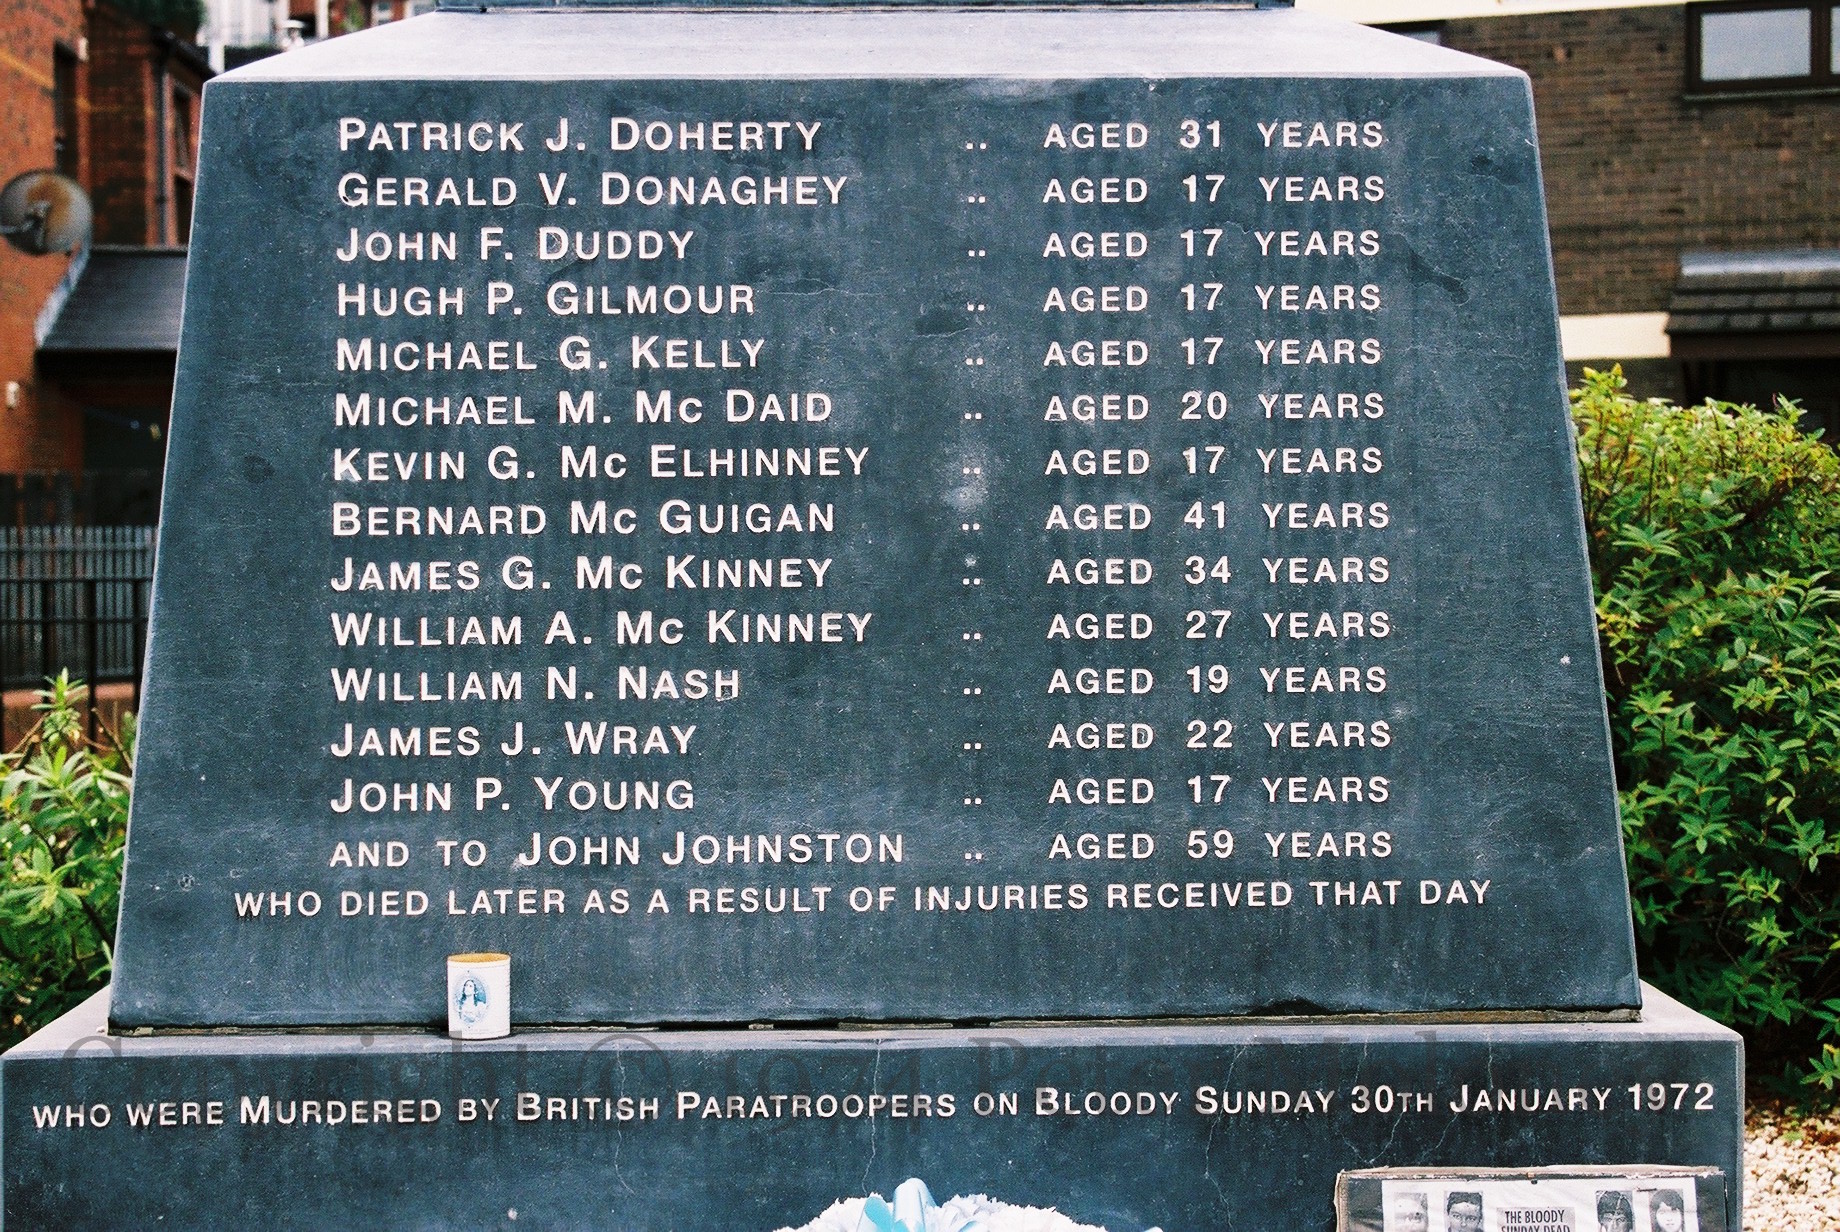 PATRICK J. DOHERTY .. AGED 31 YEARS
GERALD V. DONAGHEY .. AGED 17 YEARS
JOHN F. DUDDY .. AGED 17 YEARS
HUGH P. GILMOUR .. AGED 17 YEARS
MICHAEL G. KELLY .. AGED 17 YEARS
MICHAEL M. Mc DAID .. AGED 20 YEARS
KEVIN G. Mc ELHINNEY .. AGED 17 YEARS
BERNARD Mc GUIGAN .. AGED 41 YEARS
JAMES G. Mc KINNEY .. AGED 34 YEARS
WILLIAM A. Mc KINNEY .. AGED 27 YEARS
WILLIAM N. NASH .. AGED 19 YEARS
JAMES J. WRAY .. AGED 22 YEARS
JOHN P. YOUNG .. AGED 17 YEARS
AND TO JOHN JOHNSTON .. AGED 59 YEARS
WHO DIED LATER AS A RESULT OF INJURIES RECEIVED THAT DAY
Copyright © 1974 Peter
WHO WERE MURDERED BY BRITISH PARATROOPERS ON BLOODY SUNDAY 30TH JANUARY 1972
THE BLOODY
SUNDAY DEAD